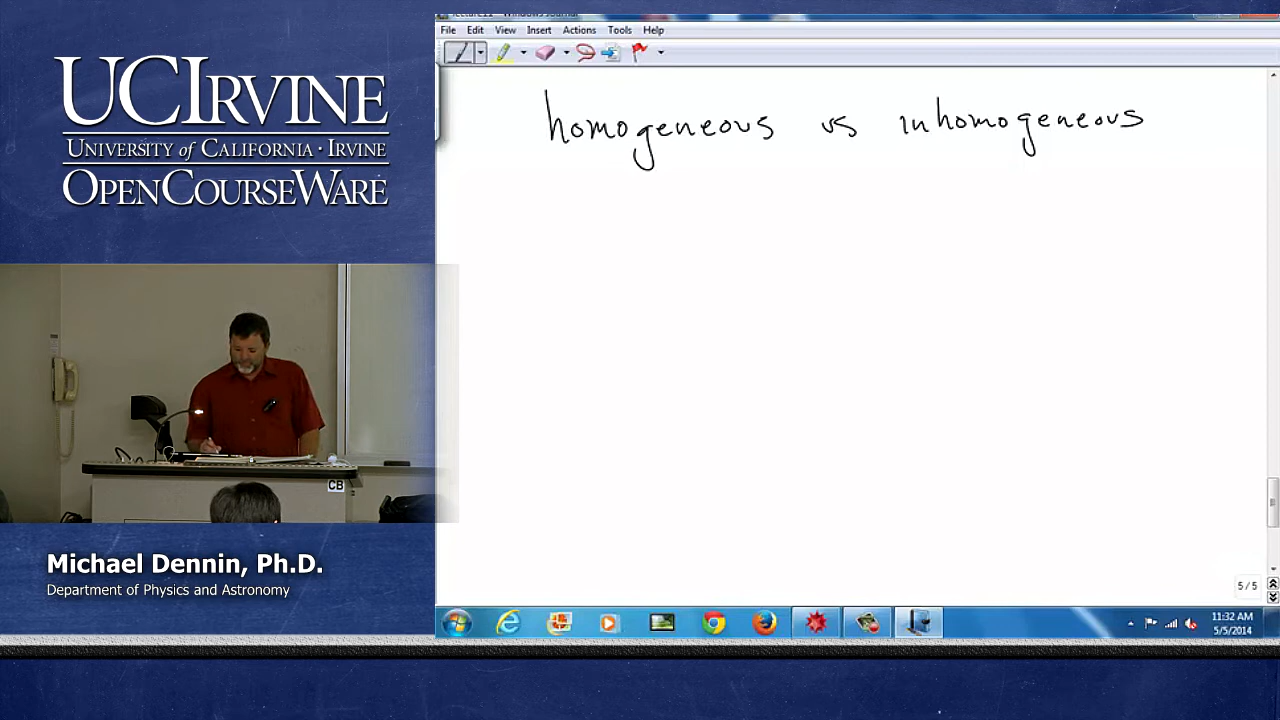 UCIRVINE
UNIVERSITY of CALIFORNIA · IRVINE
OPENCOURSEWARE
File Edit View Insert Actions Tools Help
homogeneous vs inhomogeneous
CB
Michael Dennin, Ph.D.
Department of Physics and Astronomy
5/5
11:32 AM
5/5/2014